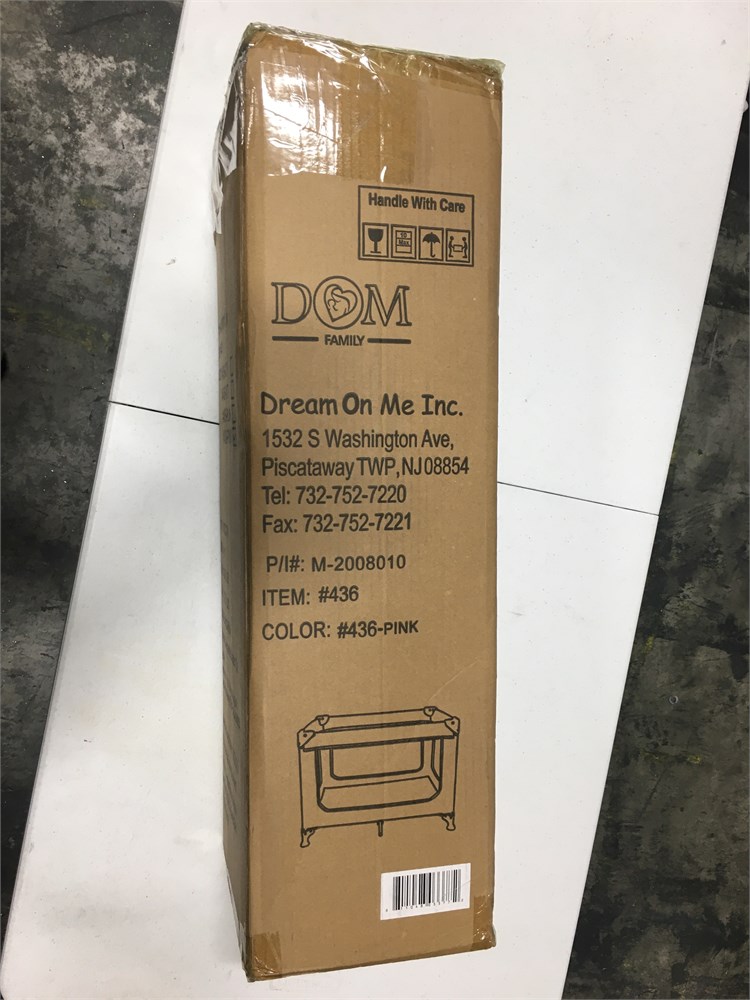 Handle With Care
DOM
FAMILY
Dream On Me Inc.
1532 S Washington Ave,
Piscataway TWP, NJ 08854
Tel: 732-752-7220
Fax: 732-752-7221
P/I#: M-2008010
ITEM: #436
COLOR: #436-PINK